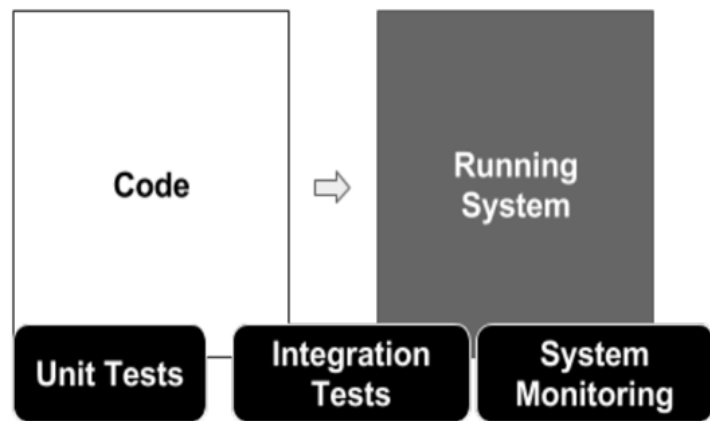 Code
Running
System
Unit Tests
Integration
Tests
System
Monitoring